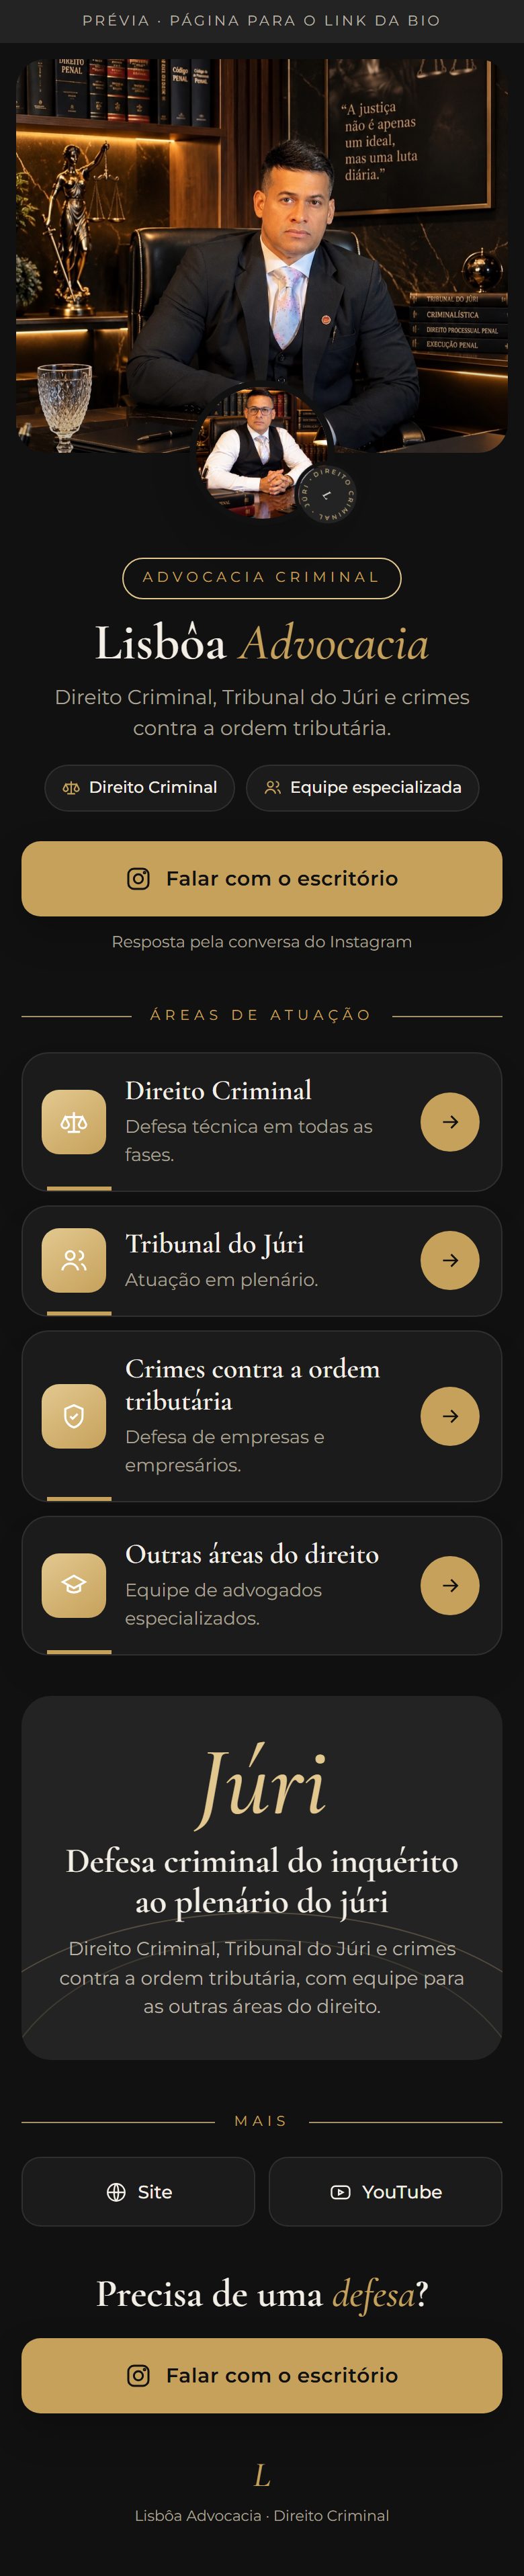 PRÉVIA · PÁGINA PARA O LINK DA BIO
DIREITO
PENAL
Código
PENAL
Código
Penal
“A justiça
não é apenas
um ideal,
mas uma luta
diária.”
TRIBUNAL DO JÚRI
CRIMINALÍSTICA
DIREITO PROCESSUAL PENAL
EXECUÇÃO PENAL
DIREITO CRIMINAL · JÚRI ·
L
ADVOCACIA CRIMINAL
Lisbôa Advocacia
Direito Criminal, Tribunal do Júri e crimes
contra a ordem tributária.
Direito Criminal
Equipe especializada
Falar com o escritório
Resposta pela conversa do Instagram
ÁREAS DE ATUAÇÃO
Direito Criminal
Defesa técnica em todas as
fases.
Tribunal do Júri
Atuação em plenário.
Crimes contra a ordem
tributária
Defesa de empresas e
empresários.
Outras áreas do direito
Equipe de advogados
especializados.
Júri
Defesa criminal do inquérito
ao plenário do júri
Direito Criminal, Tribunal do Júri e crimes
contra a ordem tributária, com equipe para
as outras áreas do direito.
MAIS
Site
YouTube
Precisa de uma defesa?
Falar com o escritório
L
Lisbôa Advocacia · Direito Criminal